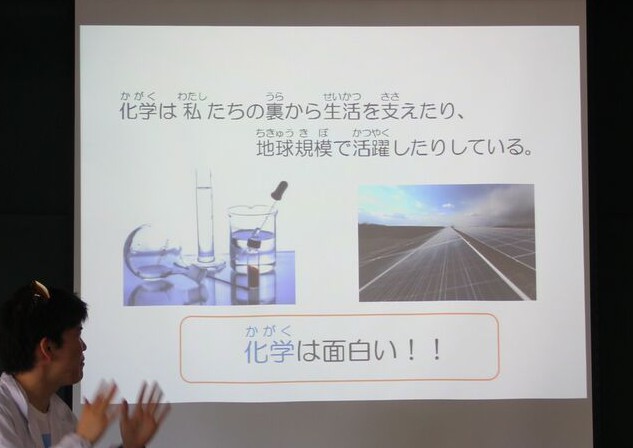 かがく わたし うら せいかつ ささ
化学は 私 たちの裏から生活を支えたり、
ちきゅう き ぼ かつやく
地球規模で活躍したりしている。
かがく
化学は面白い！！